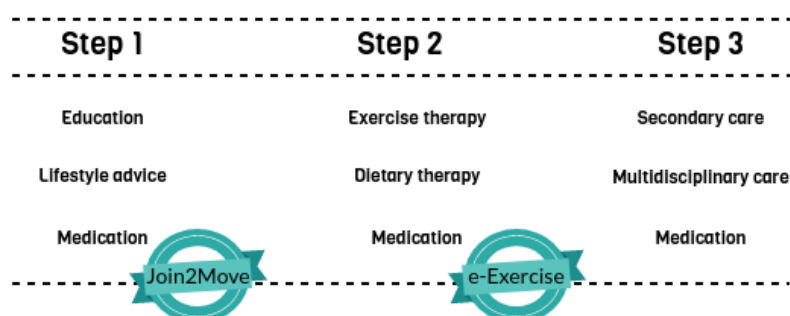 Step 1 Step 2 Step 3
Education Exercise therapy Secondary care
Lifestyle advice Dietary therapy Multidisciplinary care
Medication Medication Medication
Join2Move e-Exercise